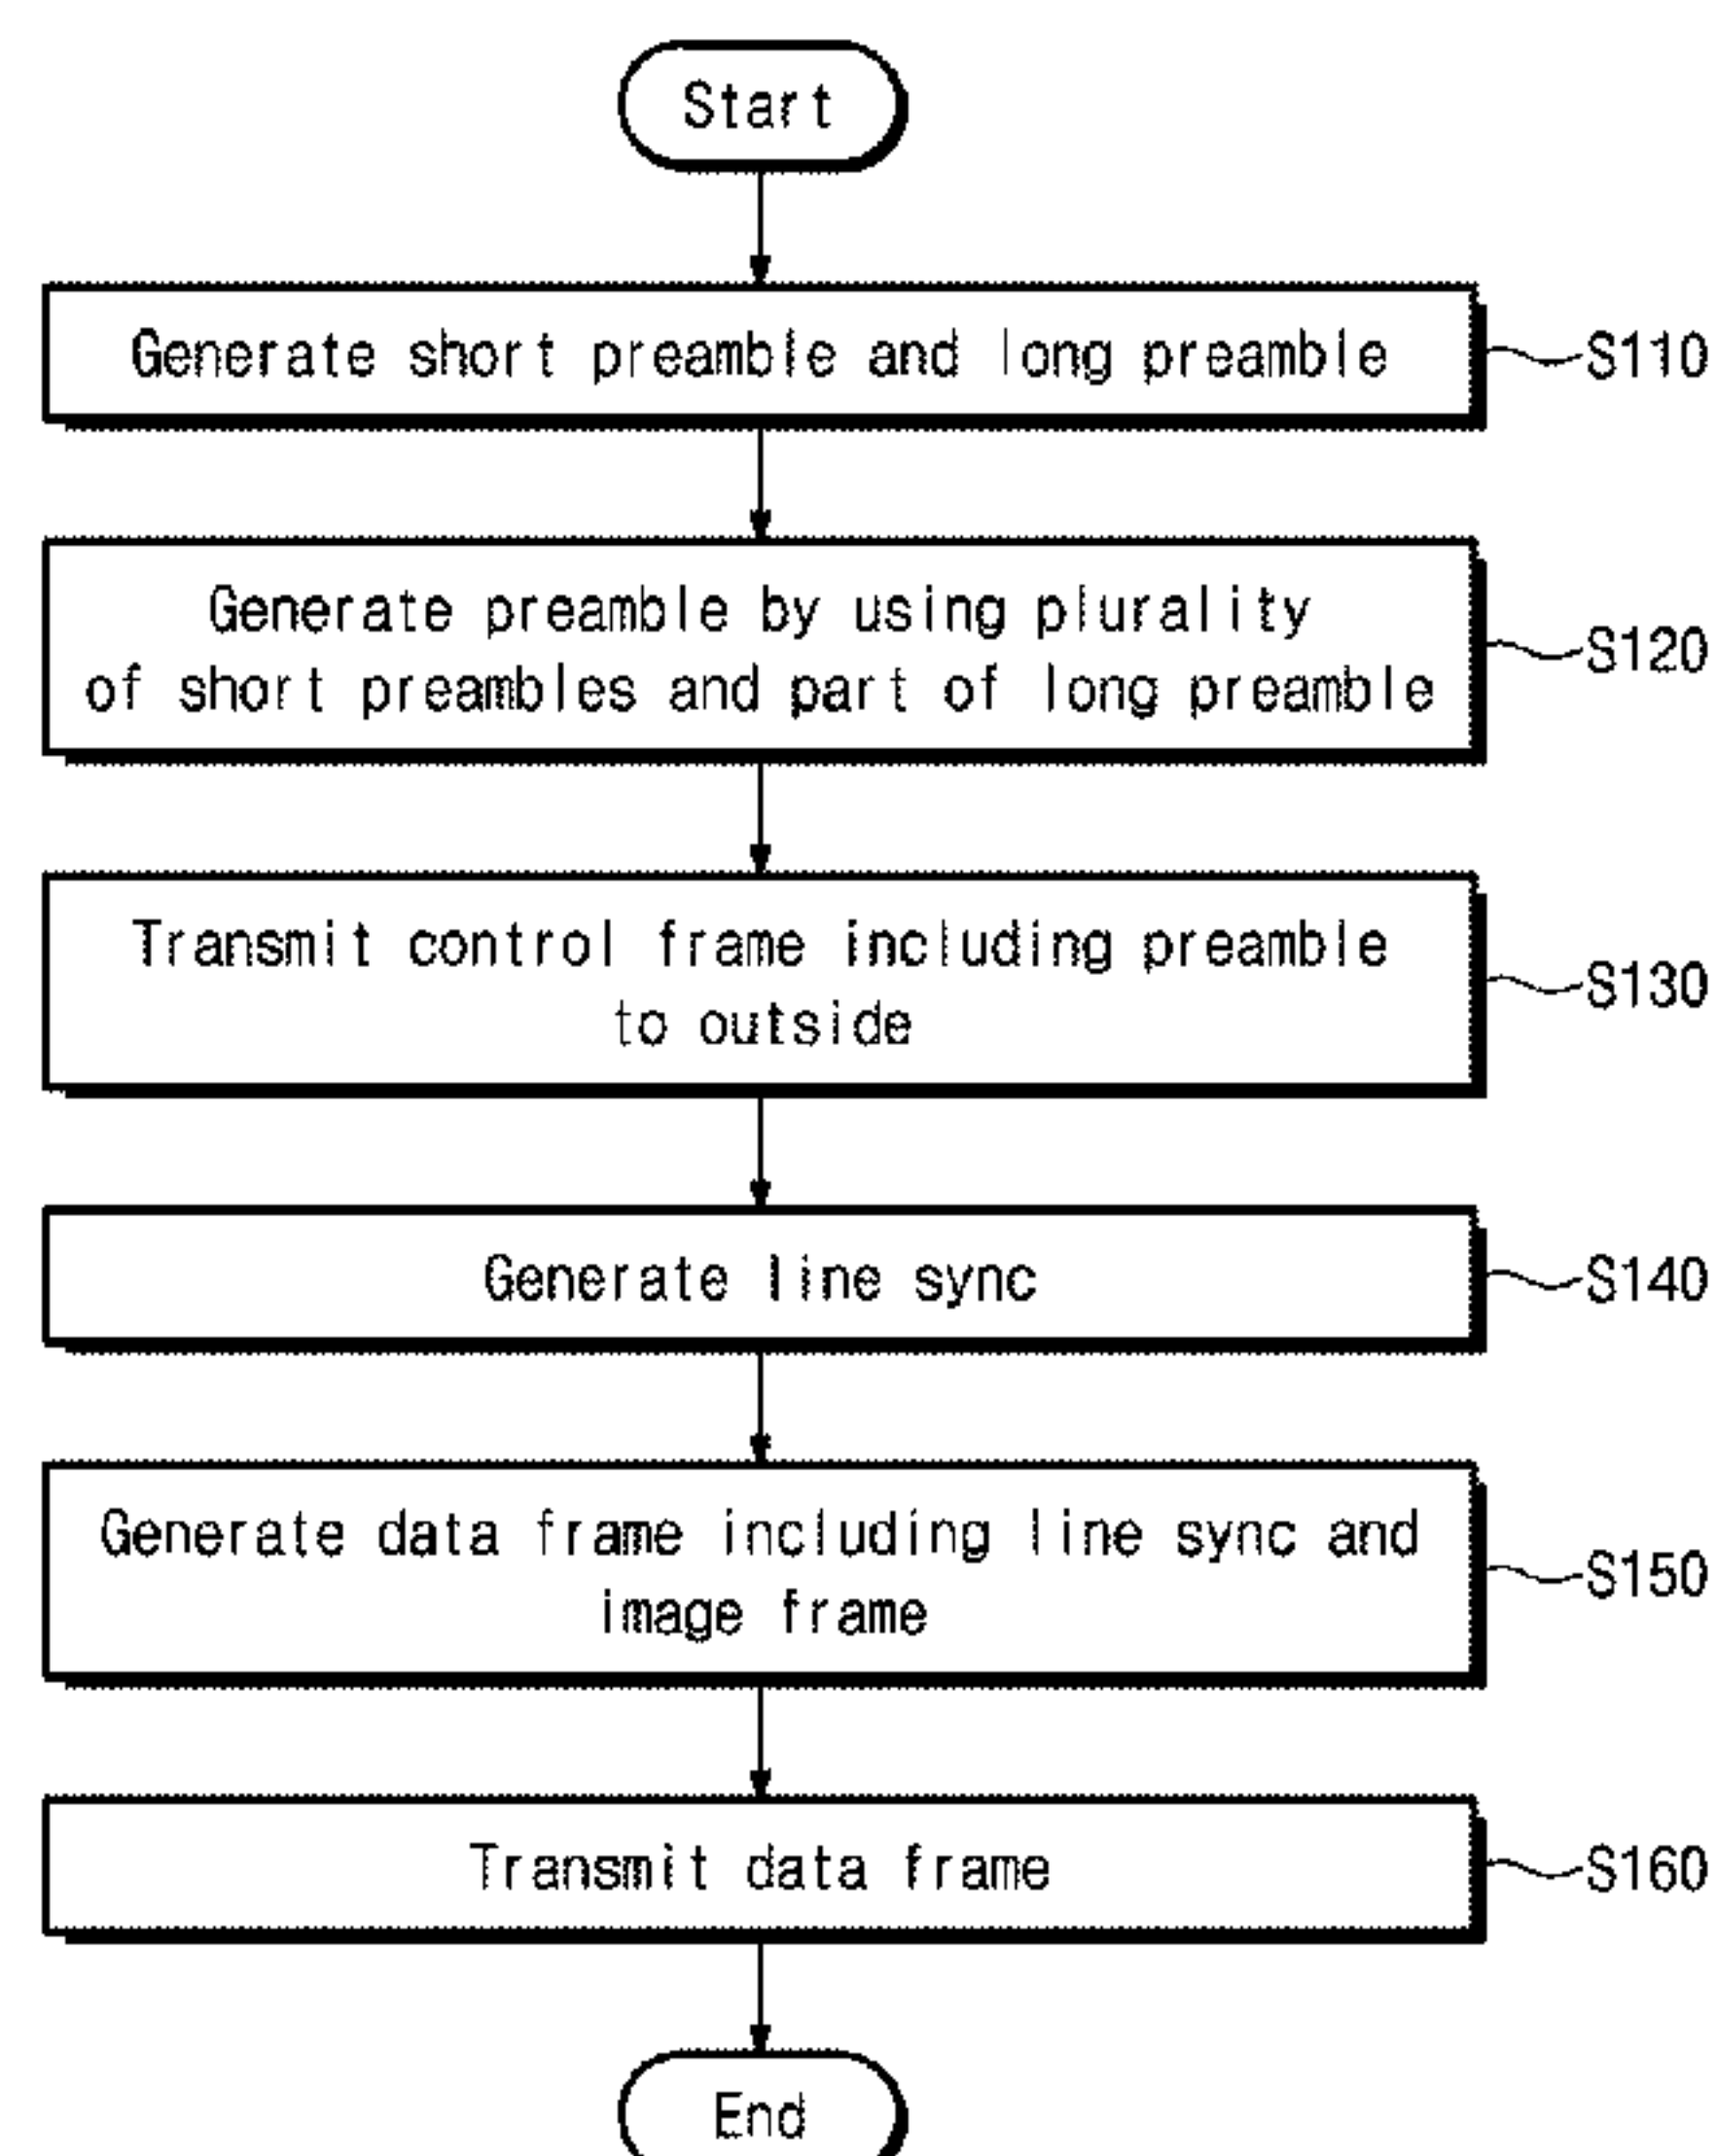 Start
Generate short preamble and long preamble
S110
Generate preamble by using plurality
of short preambles and part of long preamble
S120
Transmit control frame including preamble
to outside
S130
Generate line sync
S140
Generate data frame including line sync and
image frame
S150
Transmit data frame
S160
End